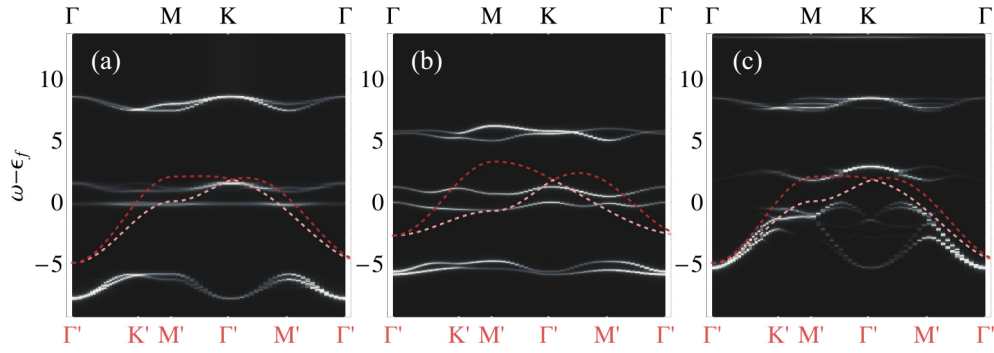 Γ M K Γ Γ M K Γ Γ M K Γ
(a) (b) (c)
10 10 10
5 5 5
ω−ϵf
0 0 0
−5 −5 −5
Γ' K' M' Γ' M' Γ' Γ' K' M' Γ' M' Γ' Γ' K' M' Γ' M' Γ'